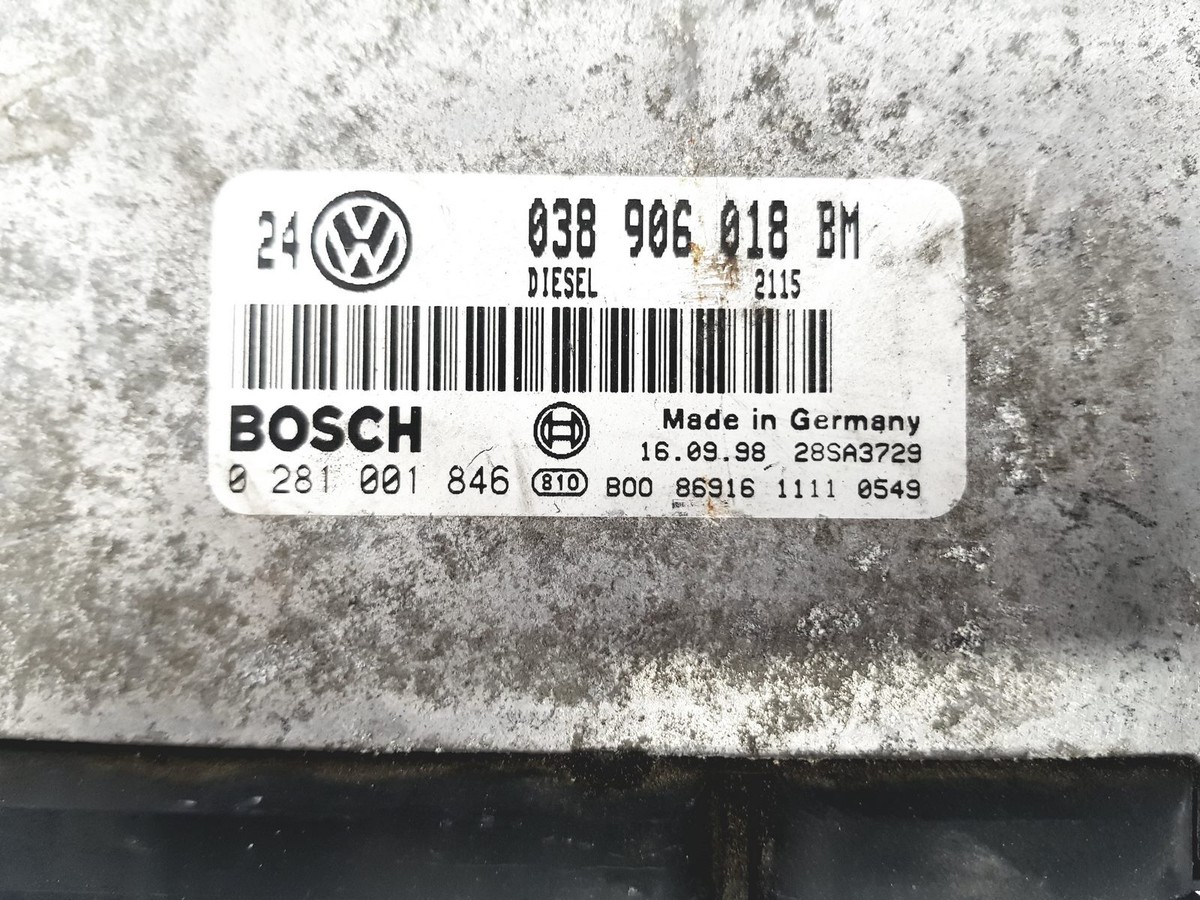 24 VW 038 906 018 BM
DIESEL 2115
BOSCH Made in Germany
16.09.98 28SA3729
0 281 001 846 810 B00 86916 1111 0549